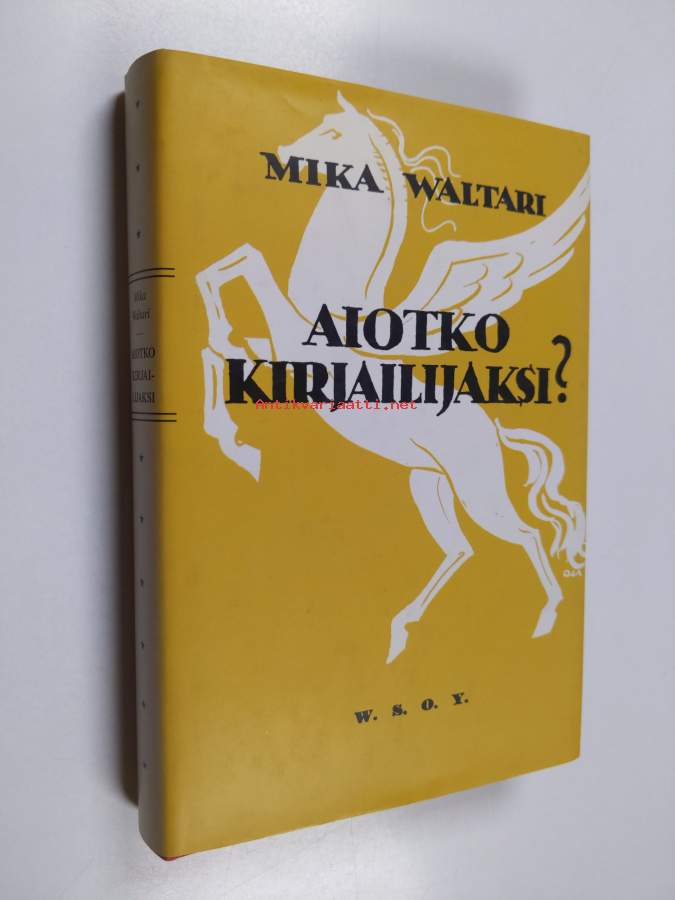 MIKA WALTARI
AIOTKO
KIRJAILIJAKSI?
Antikvariaatti.net
W. S. O. Y.
Mika
Waltari
AIOTKO
KIRJAI-
LIJAKSI